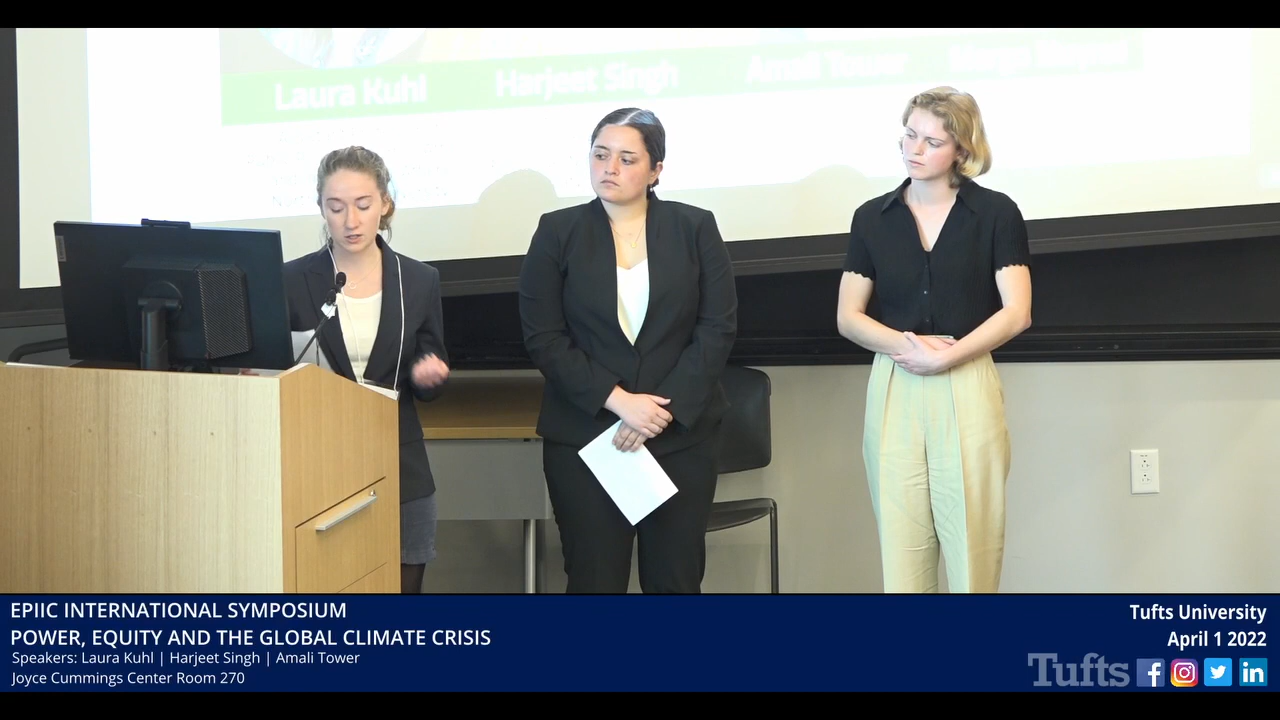 Laura Kuhl Harjeet Singh Amali Tower
EPIIC INTERNATIONAL SYMPOSIUM
POWER, EQUITY AND THE GLOBAL CLIMATE CRISIS
Speakers: Laura Kuhl | Harjeet Singh | Amali Tower
Joyce Cummings Center Room 270
Tufts University
April 1 2022
Tufts